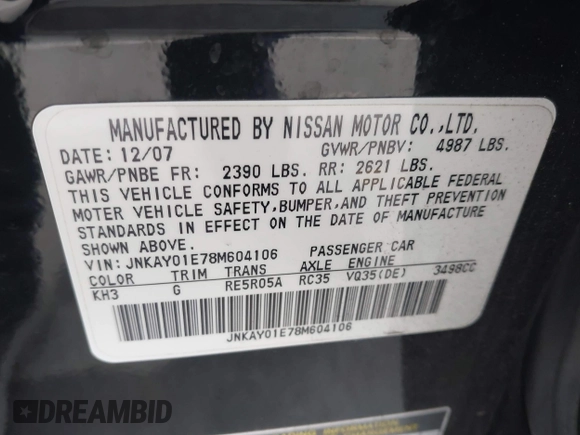 MANUFACTURED BY NISSAN MOTOR CO.,LTD.
DATE: 12/07 GVWR/PNBV: 4987 LBS.
GAWR/PNBE FR: 2390 LBS. RR: 2621 LBS.
THIS VEHICLE CONFORMS TO ALL APPLICABLE FEDERAL
MOTER VEHICLE SAFETY,BUMPER,AND THEFT PREVENTION
STANDARDS IN EFFECT ON THE DATE OF MANUFACTURE
SHOWN ABOVE.
VIN: JNKAY01E78M604106 PASSENGER CAR
COLOR TRIM TRANS AXLE ENGINE
KH3 G RE5R05A RC35 VQ35(DE) 3498CC
JNKAY01E78M604106
DREAMBID
INFORMATION